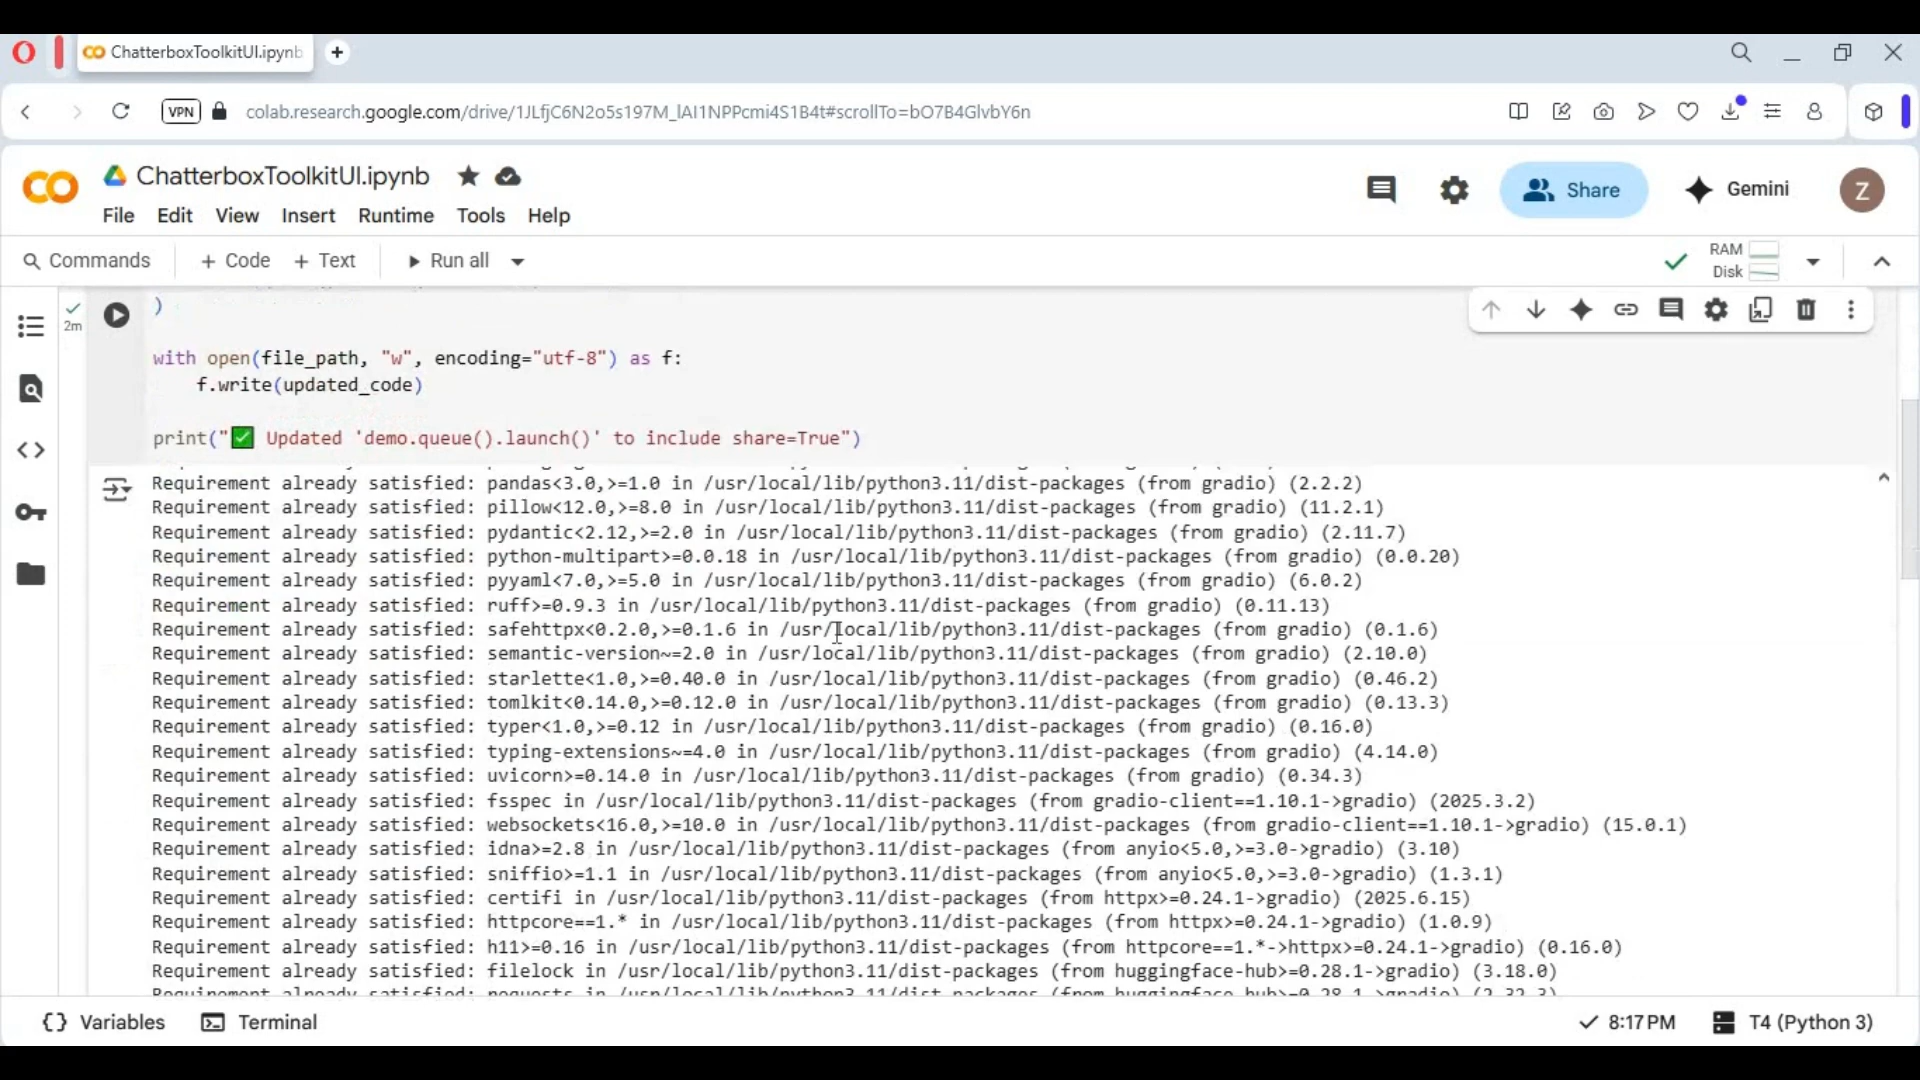 ChatterboxToolkitUI.ipynb
VPN
colab.research.google.com/drive/1JLfjC6N2o5s197M_lAI1NPPcmi4S1B4t#scrollTo=bO7B4GlvbY6n
ChatterboxToolkitUI.ipynb
Share
Gemini
Z
File Edit View Insert Runtime Tools Help
Commands + Code + Text Run all
RAM
Disk
2m
)
with open(file_path, "w", encoding="utf-8") as f:
f.write(updated_code)
print("✅ Updated 'demo.queue().launch()' to include share=True")
Requirement already satisfied: pandas<3.0,>=1.0 in /usr/local/lib/python3.11/dist-packages (from gradio) (2.2.2)
Requirement already satisfied: pillow<12.0,>=8.0 in /usr/local/lib/python3.11/dist-packages (from gradio) (11.2.1)
Requirement already satisfied: pydantic<2.12,>=2.0 in /usr/local/lib/python3.11/dist-packages (from gradio) (2.11.7)
Requirement already satisfied: python-multipart>=0.0.18 in /usr/local/lib/python3.11/dist-packages (from gradio) (0.0.20)
Requirement already satisfied: pyyaml<7.0,>=5.0 in /usr/local/lib/python3.11/dist-packages (from gradio) (6.0.2)
Requirement already satisfied: ruff>=0.9.3 in /usr/local/lib/python3.11/dist-packages (from gradio) (0.11.13)
Requirement already satisfied: safehttpx<0.2.0,>=0.1.6 in /usr/local/lib/python3.11/dist-packages (from gradio) (0.1.6)
Requirement already satisfied: semantic-version~=2.0 in /usr/local/lib/python3.11/dist-packages (from gradio) (2.10.0)
Requirement already satisfied: starlette<1.0,>=0.40.0 in /usr/local/lib/python3.11/dist-packages (from gradio) (0.46.2)
Requirement already satisfied: tomlkit<0.14.0,>=0.12.0 in /usr/local/lib/python3.11/dist-packages (from gradio) (0.13.3)
Requirement already satisfied: typer<1.0,>=0.12 in /usr/local/lib/python3.11/dist-packages (from gradio) (0.16.0)
Requirement already satisfied: typing-extensions~=4.0 in /usr/local/lib/python3.11/dist-packages (from gradio) (4.14.0)
Requirement already satisfied: uvicorn>=0.14.0 in /usr/local/lib/python3.11/dist-packages (from gradio) (0.34.3)
Requirement already satisfied: fsspec in /usr/local/lib/python3.11/dist-packages (from gradio-client==1.10.1->gradio) (2025.3.2)
Requirement already satisfied: websockets<16.0,>=10.0 in /usr/local/lib/python3.11/dist-packages (from gradio-client==1.10.1->gradio) (15.0.1)
Requirement already satisfied: idna>=2.8 in /usr/local/lib/python3.11/dist-packages (from anyio<5.0,>=3.0->gradio) (3.10)
Requirement already satisfied: sniffio>=1.1 in /usr/local/lib/python3.11/dist-packages (from anyio<5.0,>=3.0->gradio) (1.3.1)
Requirement already satisfied: certifi in /usr/local/lib/python3.11/dist-packages (from httpx>=0.24.1->gradio) (2025.6.15)
Requirement already satisfied: httpcore==1.* in /usr/local/lib/python3.11/dist-packages (from httpx>=0.24.1->gradio) (1.0.9)
Requirement already satisfied: h11>=0.16 in /usr/local/lib/python3.11/dist-packages (from httpcore==1.*->httpx>=0.24.1->gradio) (0.16.0)
Requirement already satisfied: filelock in /usr/local/lib/python3.11/dist-packages (from huggingface-hub>=0.28.1->gradio) (3.18.0)
Requirement already satisfied: requests in /usr/local/lib/python3.11/dist-packages (from huggingface-hub>=0.28.1->gradio) (2.32.3)
Variables Terminal 8:17 PM T4 (Python 3)